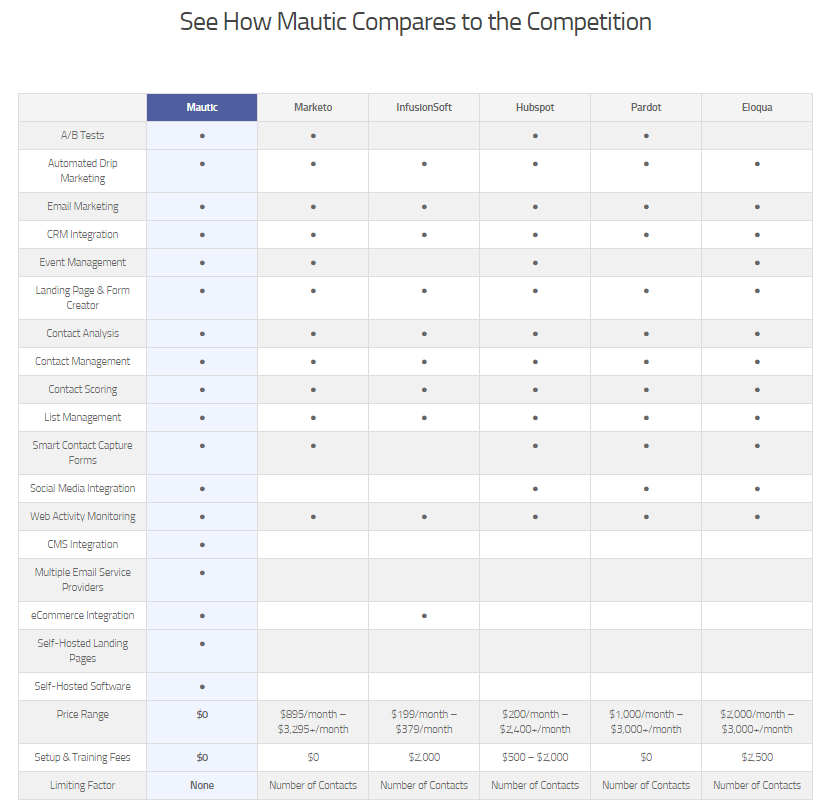 See How Mautic Compares to the Competition
Mautic Marketo InfusionSoft Hubspot Pardot Eloqua
A/B Tests • • • •
Automated Drip
Marketing • • • • • •
Email Marketing • • • • • •
CRM Integration • • • • • •
Event Management • • • •
Landing Page & Form
Creator • • • • • •
Contact Analysis • • • • • •
Contact Management • • • • • •
Contact Scoring • • • • • •
List Management • • • • • •
Smart Contact Capture
Forms • • • • •
Social Media Integration • • • •
Web Activity Monitoring • • • • • •
CMS Integration •
Multiple Email Service
Providers •
eCommerce Integration • •
Self-Hosted Landing
Pages •
Self-Hosted Software •
Price Range $0 $895/month – $199/month – $200/month – $1,000/month – $2,000/month –
$3,295+/month $379/month $2,400+/month $3,000+/month $3,000+/month
Setup & Training Fees $0 $0 $2,000 $500 – $2,000 $0 $2,500
Limiting Factor None Number of Contacts Number of Contacts Number of Contacts Number of Contacts Number of Contacts